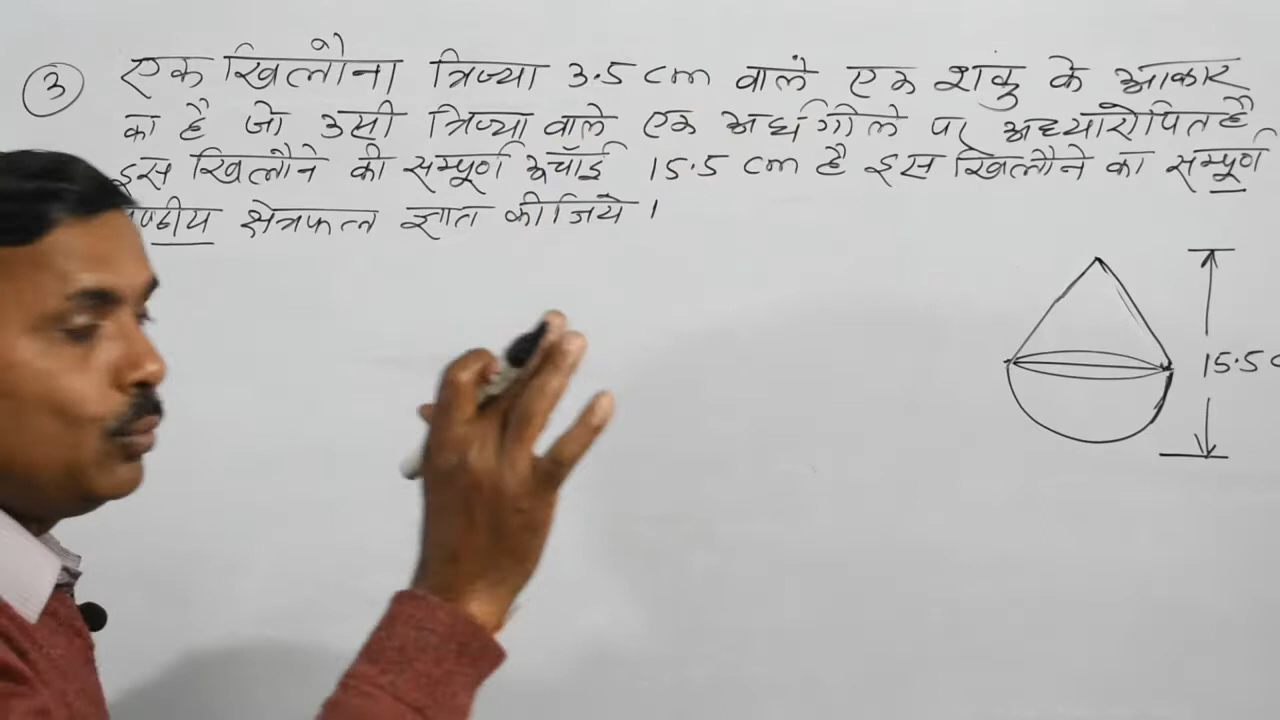 ③ एक खिलौना त्रिज्या 3.5 cm वाले एक शंकु के आकार
का है जो उसी त्रिज्या वाले एक अर्धगोले पर अध्यारोपित है
इस खिलौने की सम्पूर्ण ऊँचाई 15.5 cm है इस खिलौने का सम्पूर्ण
क्षेत्रफल ज्ञात कीजिये ।
15.5